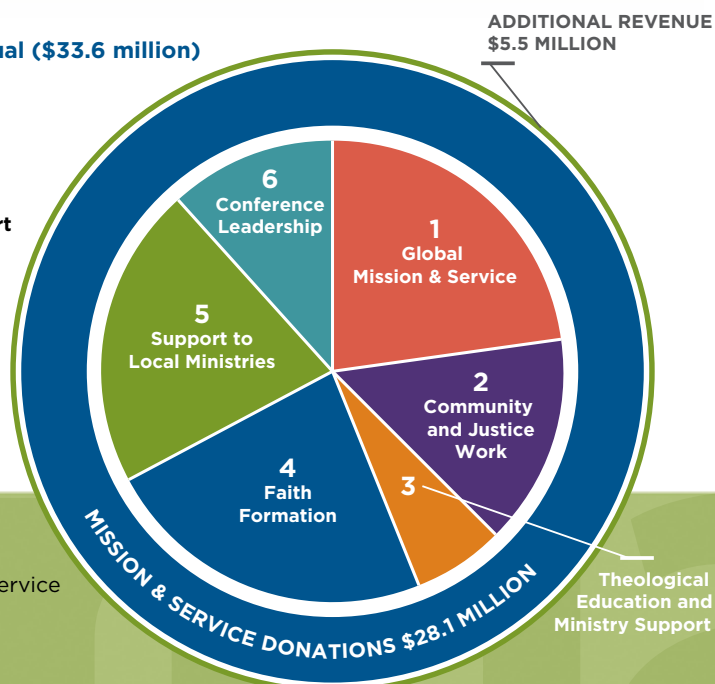 ADDITIONAL REVENUE
$5.5 MILLION
ual ($33.6 million)
rt
6
Conference
Leadership
1
Global
Mission & Service
5
Support to
Local Ministries
2
Community
and Justice
Work
3
4
Faith
Formation
ervice
MISSION & SERVICE DONATIONS $28.1 MILLION
Theological
Education and
Ministry Support